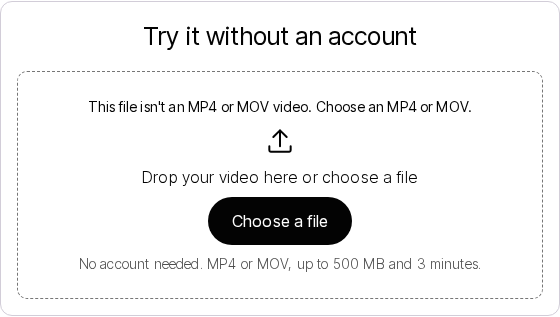 Try it without an account
This file isn't an MP4 or MOV video. Choose an MP4 or MOV.
Drop your video here or choose a file
Choose a file
No account needed. MP4 or MOV, up to 500 MB and 3 minutes.